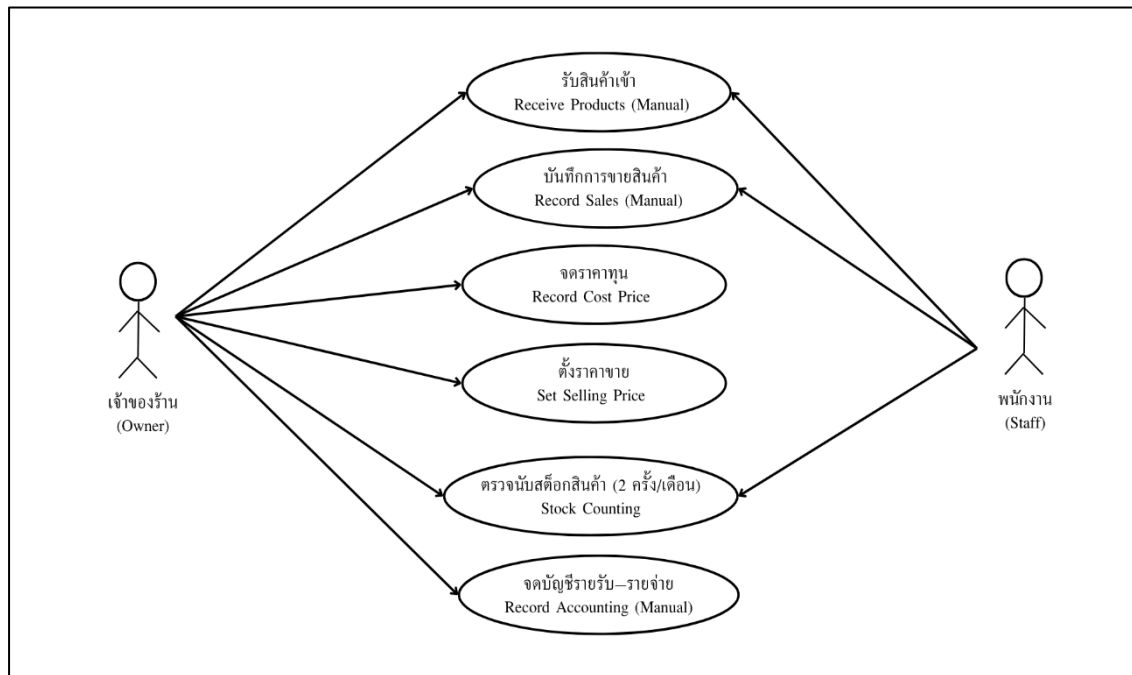 รับสินค้าเข้า
Receive Products (Manual)
บันทึกการขายสินค้า
Record Sales (Manual)
จดราคาทุน
Record Cost Price
ตั้งราคาขาย
Set Selling Price
เจ้าของร้าน
(Owner)
พนักงาน
(Staff)
ตรวจนับสต็อกสินค้า (2 ครั้ง/เดือน)
Stock Counting
จดบัญชีรายรับ–รายจ่าย
Record Accounting (Manual)